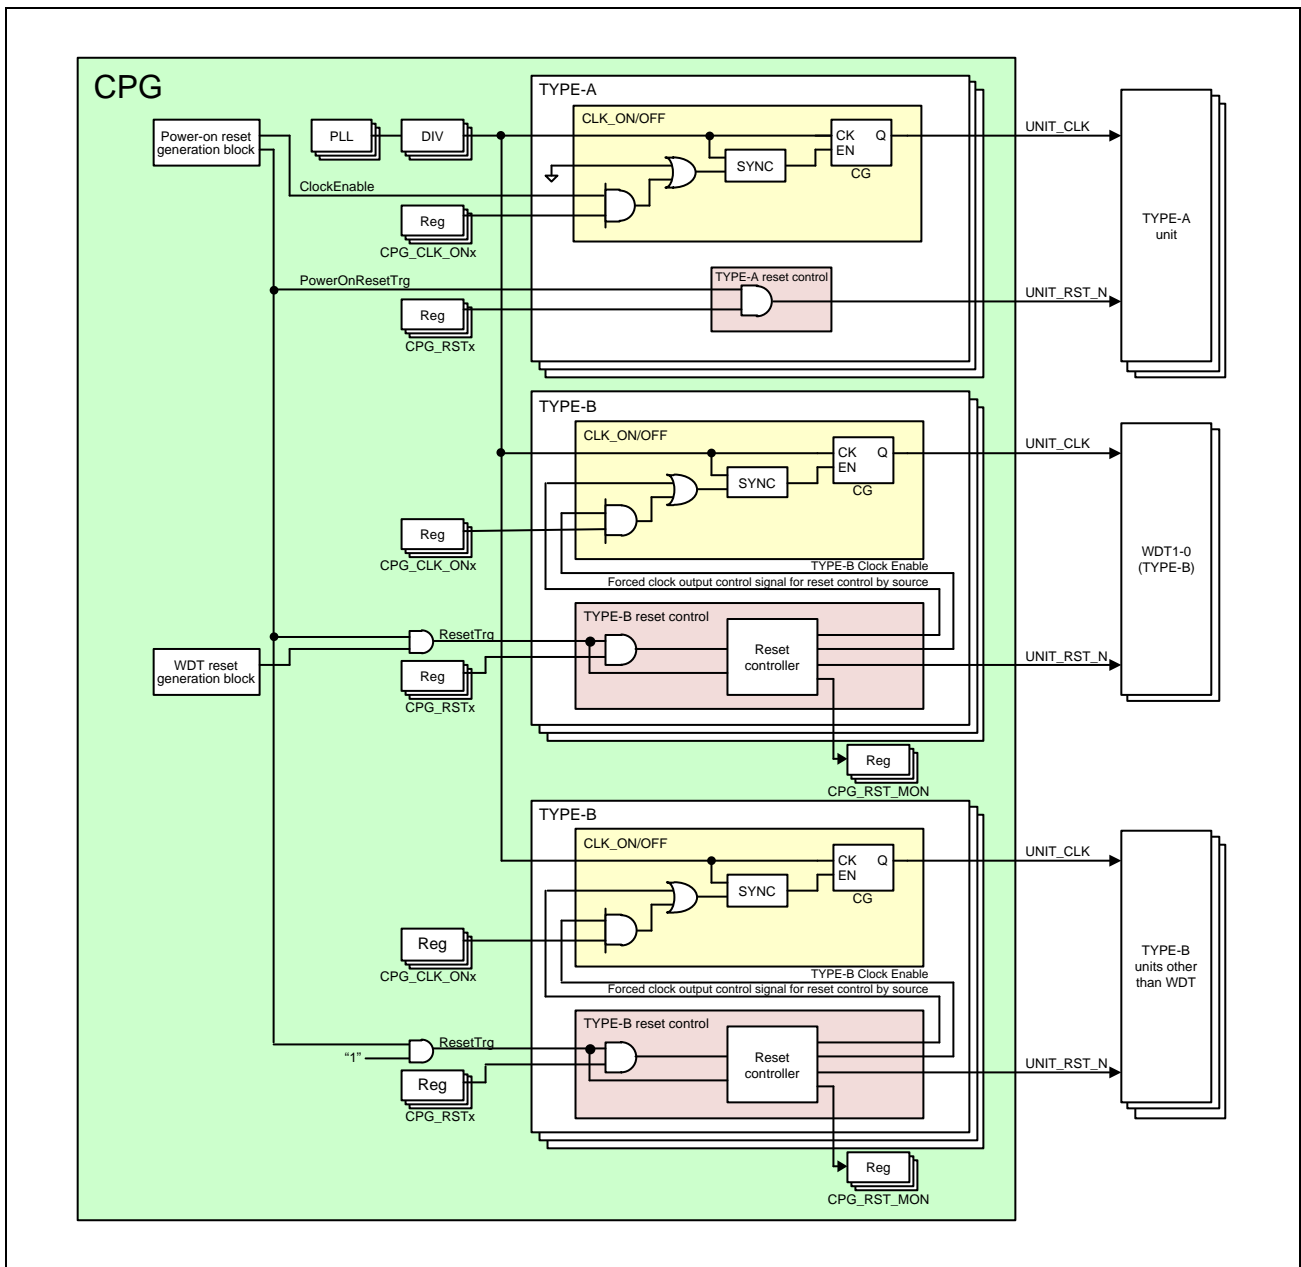 CPG
Power-on reset
generation block
PLL
DIV
TYPE-A
CLK_ON/OFF
CK
Q
EN
CG
SYNC
UNIT_CLK
ClockEnable
Reg
CPG_CLK_ONx
TYPE-A
unit
PowerOnResetTrg
TYPE-A reset control
UNIT_RST_N
Reg
CPG_RSTx
TYPE-B
CLK_ON/OFF
CK
Q
EN
CG
SYNC
UNIT_CLK
Reg
CPG_CLK_ONx
WDT1-0
(TYPE-B)
TYPE-B Clock Enable
Forced clock output control signal for reset control by source
TYPE-B reset control
ResetTrg
Reset
controller
UNIT_RST_N
WDT reset
generation block
Reg
CPG_RSTx
Reg
CPG_RST_MON
TYPE-B
CLK_ON/OFF
CK
Q
EN
CG
SYNC
UNIT_CLK
Reg
CPG_CLK_ONx
TYPE-B
units other
than WDT
TYPE-B Clock Enable
Forced clock output control signal for reset control by source
TYPE-B reset control
ResetTrg
“1”
Reset
controller
UNIT_RST_N
Reg
CPG_RSTx
Reg
CPG_RST_MON